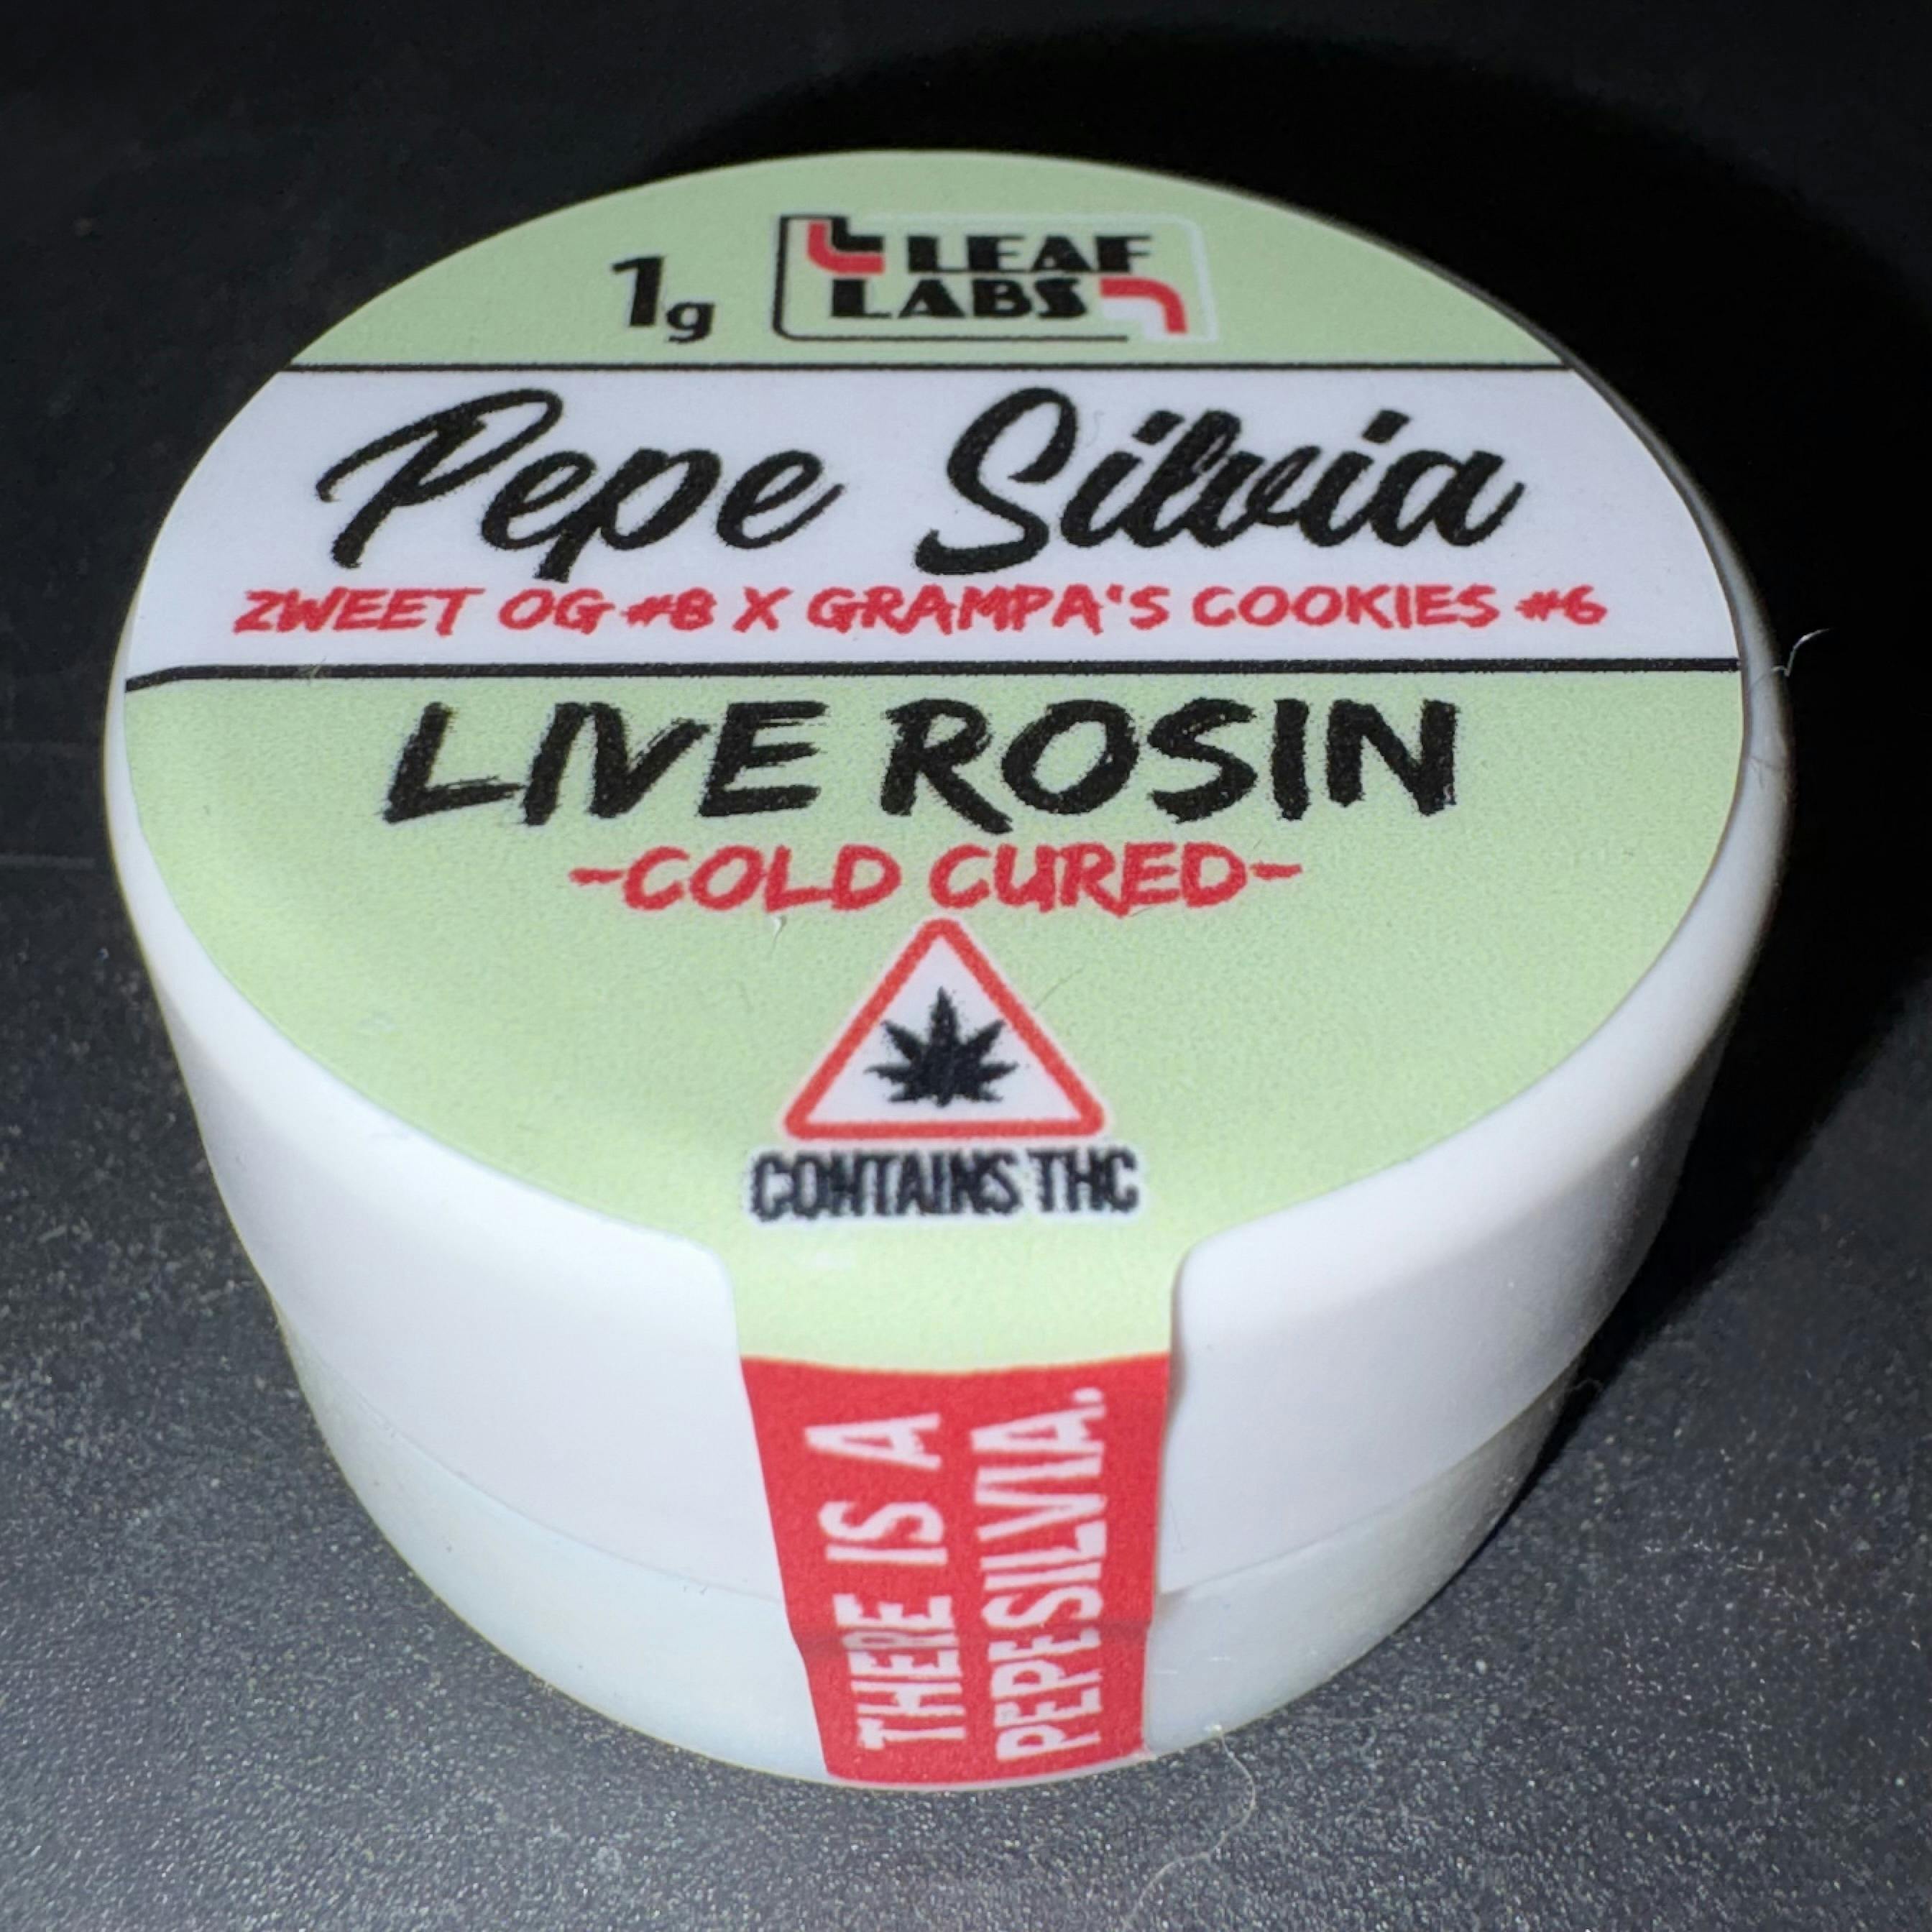 1g
LEAF
LABS
Pepe Silvia
ZWEET OG #8 X GRAMPA'S COOKIES #6
LIVE ROSIN
-COLD CURED-
CONTAINS THC
THERE IS A
PEPE SILVIA.